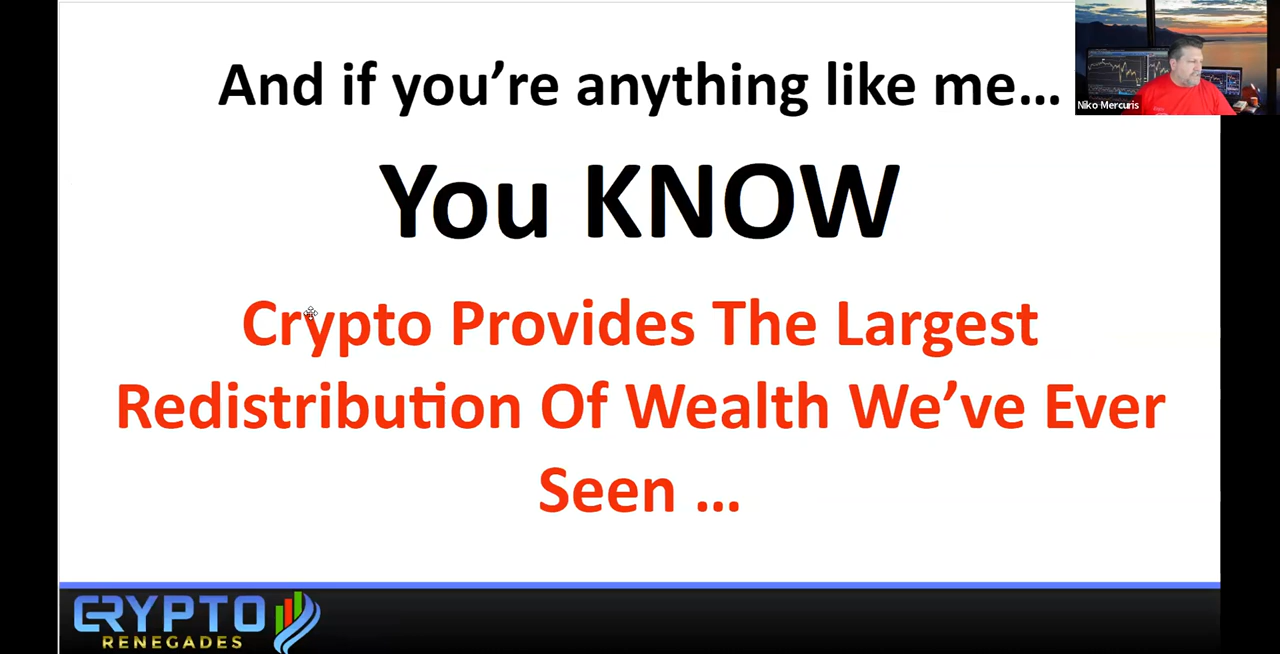 And if you're anything like me…
Niko Mercuris
You KNOW
Crypto Provides The Largest
Redistribution Of Wealth We've Ever
Seen …
CRYPTO
RENEGADES